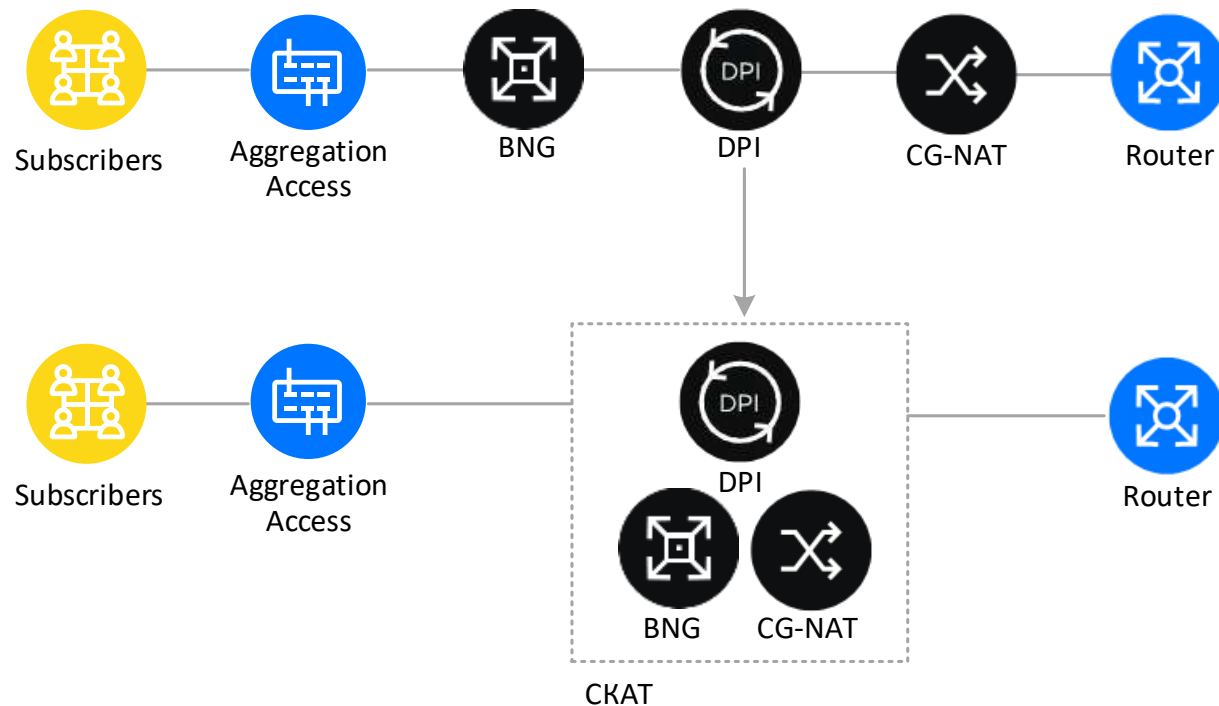 DPI
Subscribers
Aggregation
Access
BNG
DPI
CG-NAT
Router
DPI
Subscribers
Aggregation
Access
DPI
BNG
CG-NAT
Router
СКАТ